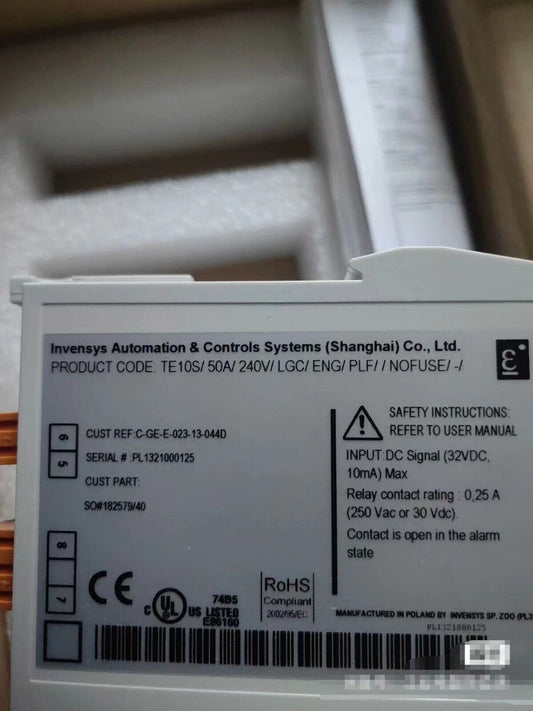 Invensys Automation & Controls Systems (Shanghai) Co., Ltd.
PRODUCT CODE: TE10S/ 50A/ 240V/ LGC/ ENG/ PLF/ / NOFUSE/ -/
6
5
CUST REF:C-GE-E-023-13-044D
SERIAL # :PL1321000125
CUST PART:
SO#182579/40
SAFETY INSTRUCTIONS:
REFER TO USER MANUAL
INPUT:DC Signal (32VDC,
10mA) Max
Relay contact rating : 0,25 A
(250 Vac or 30 Vdc).
Contact is open in the alarm
state
8
7
CE
C UL US LISTED
74B5
E86160
RoHS
Compliant
2002/95/EC
MANUFACTURED IN POLAND BY INVENSYS SP. ZOO (PL
PL1321000125